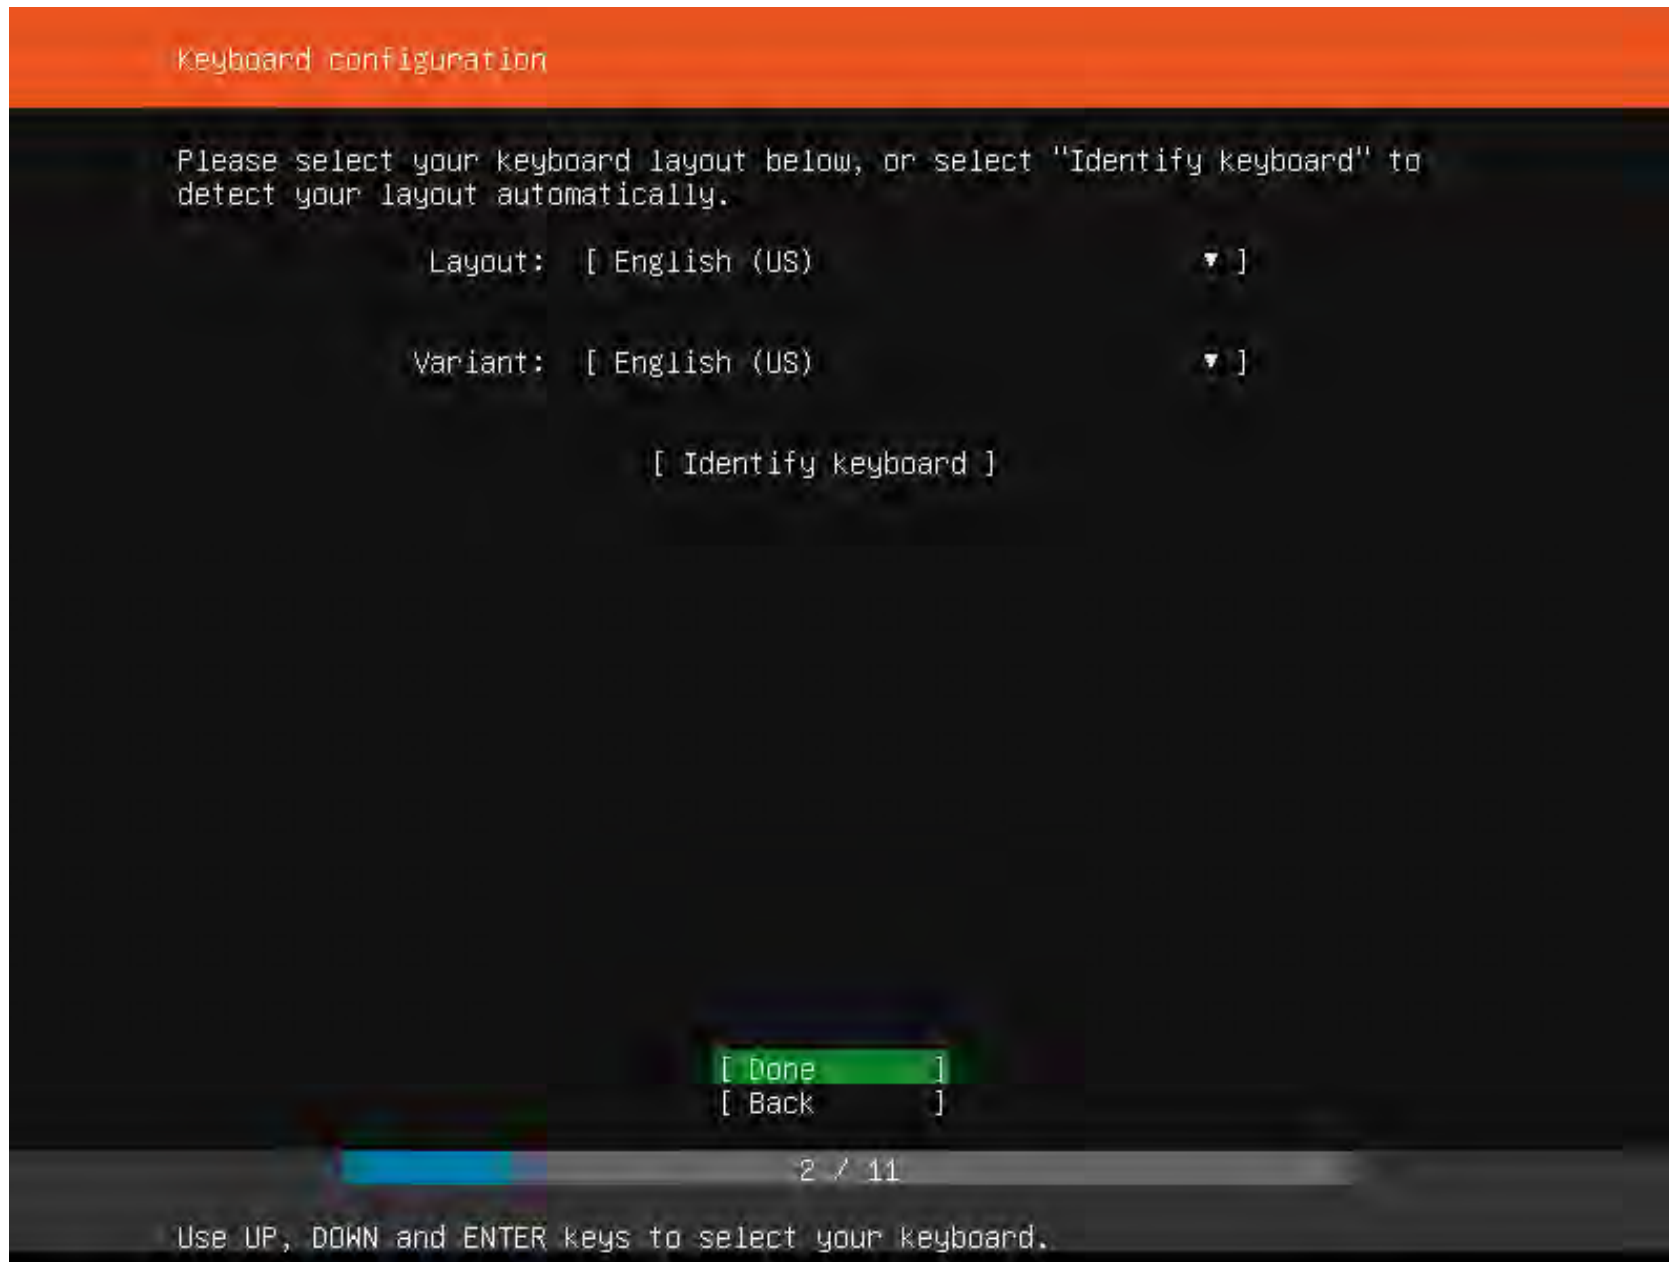 Keyboard configuration
Please select your keyboard layout below, or select "Identify keyboard" to
detect your layout automatically.
Layout: [ English (US) ▼ ]
Variant: [ English (US) ▼ ]
[ Identify keyboard ]
[ Done ]
[ Back ]
2 / 11
Use UP, DOWN and ENTER keys to select your keyboard.